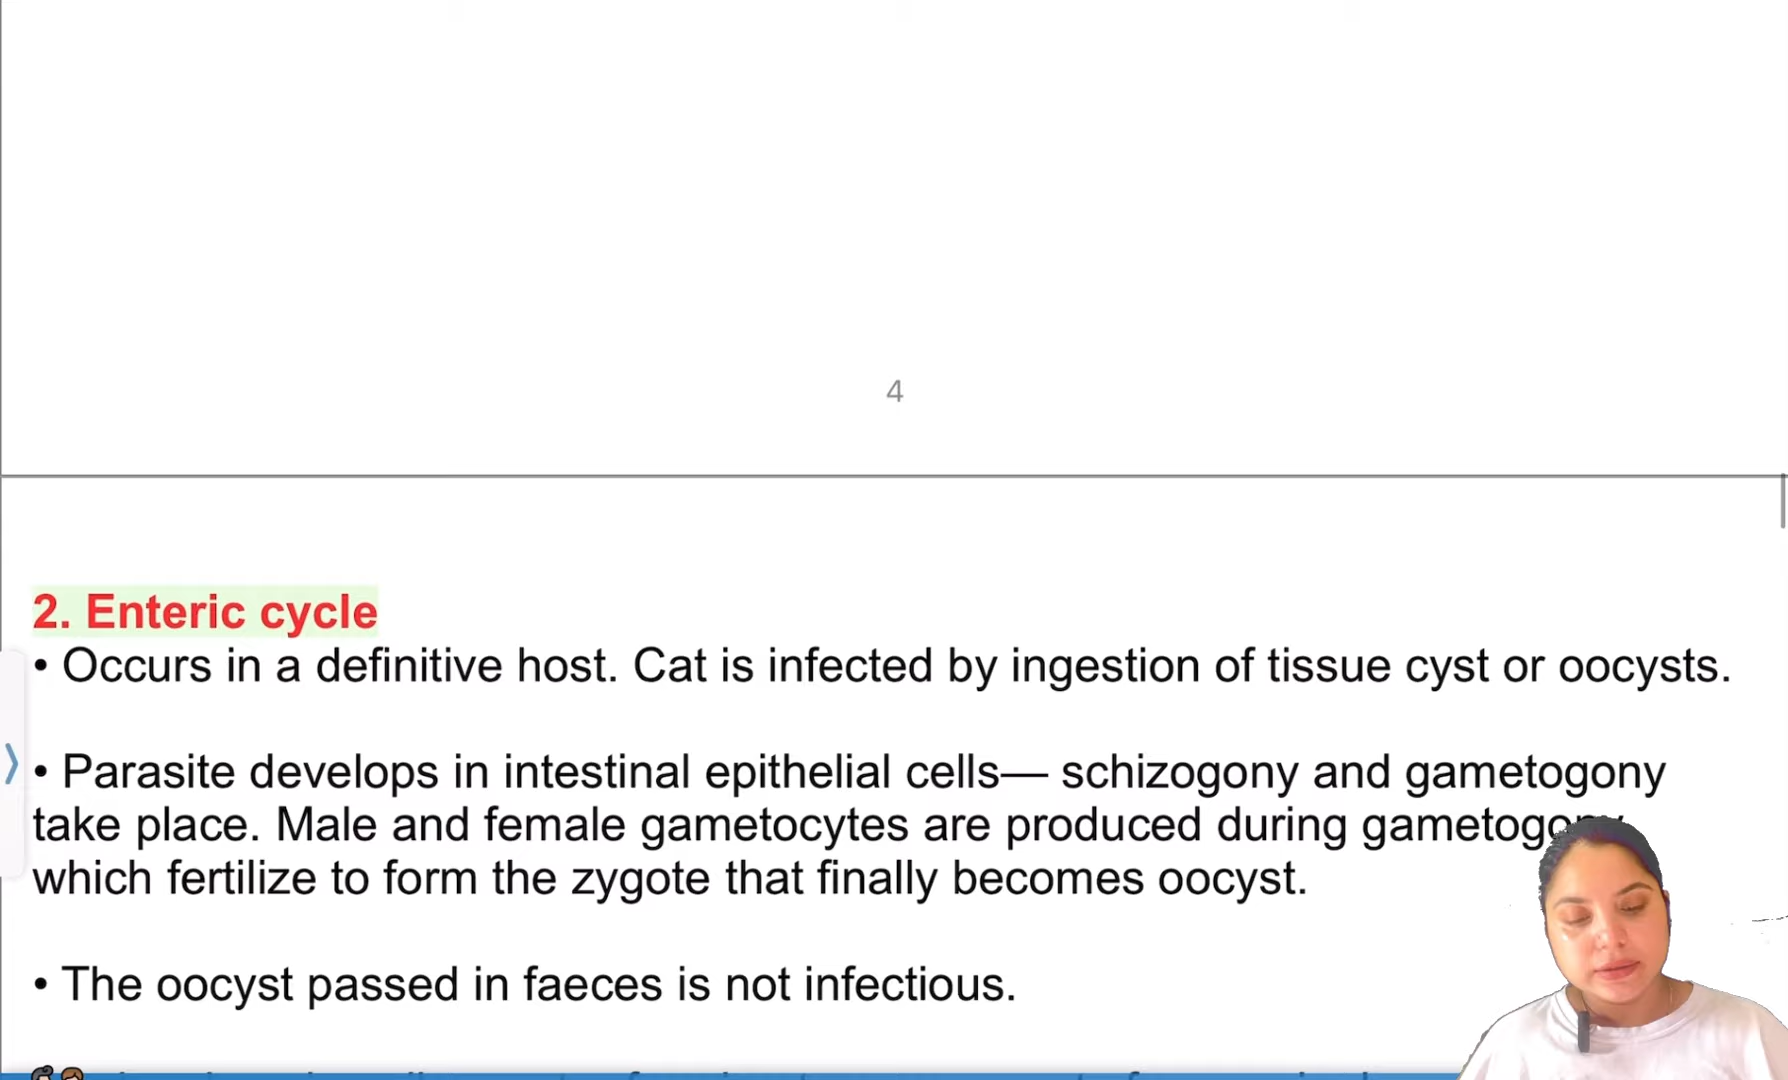 4
2. Enteric cycle
• Occurs in a definitive host. Cat is infected by ingestion of tissue cyst or oocysts.
• Parasite develops in intestinal epithelial cells— schizogony and gametogony
take place. Male and female gametocytes are produced during
which fertilize to form the zygote that finally becomes oocyst.
• The oocyst passed in faeces is not infectious.